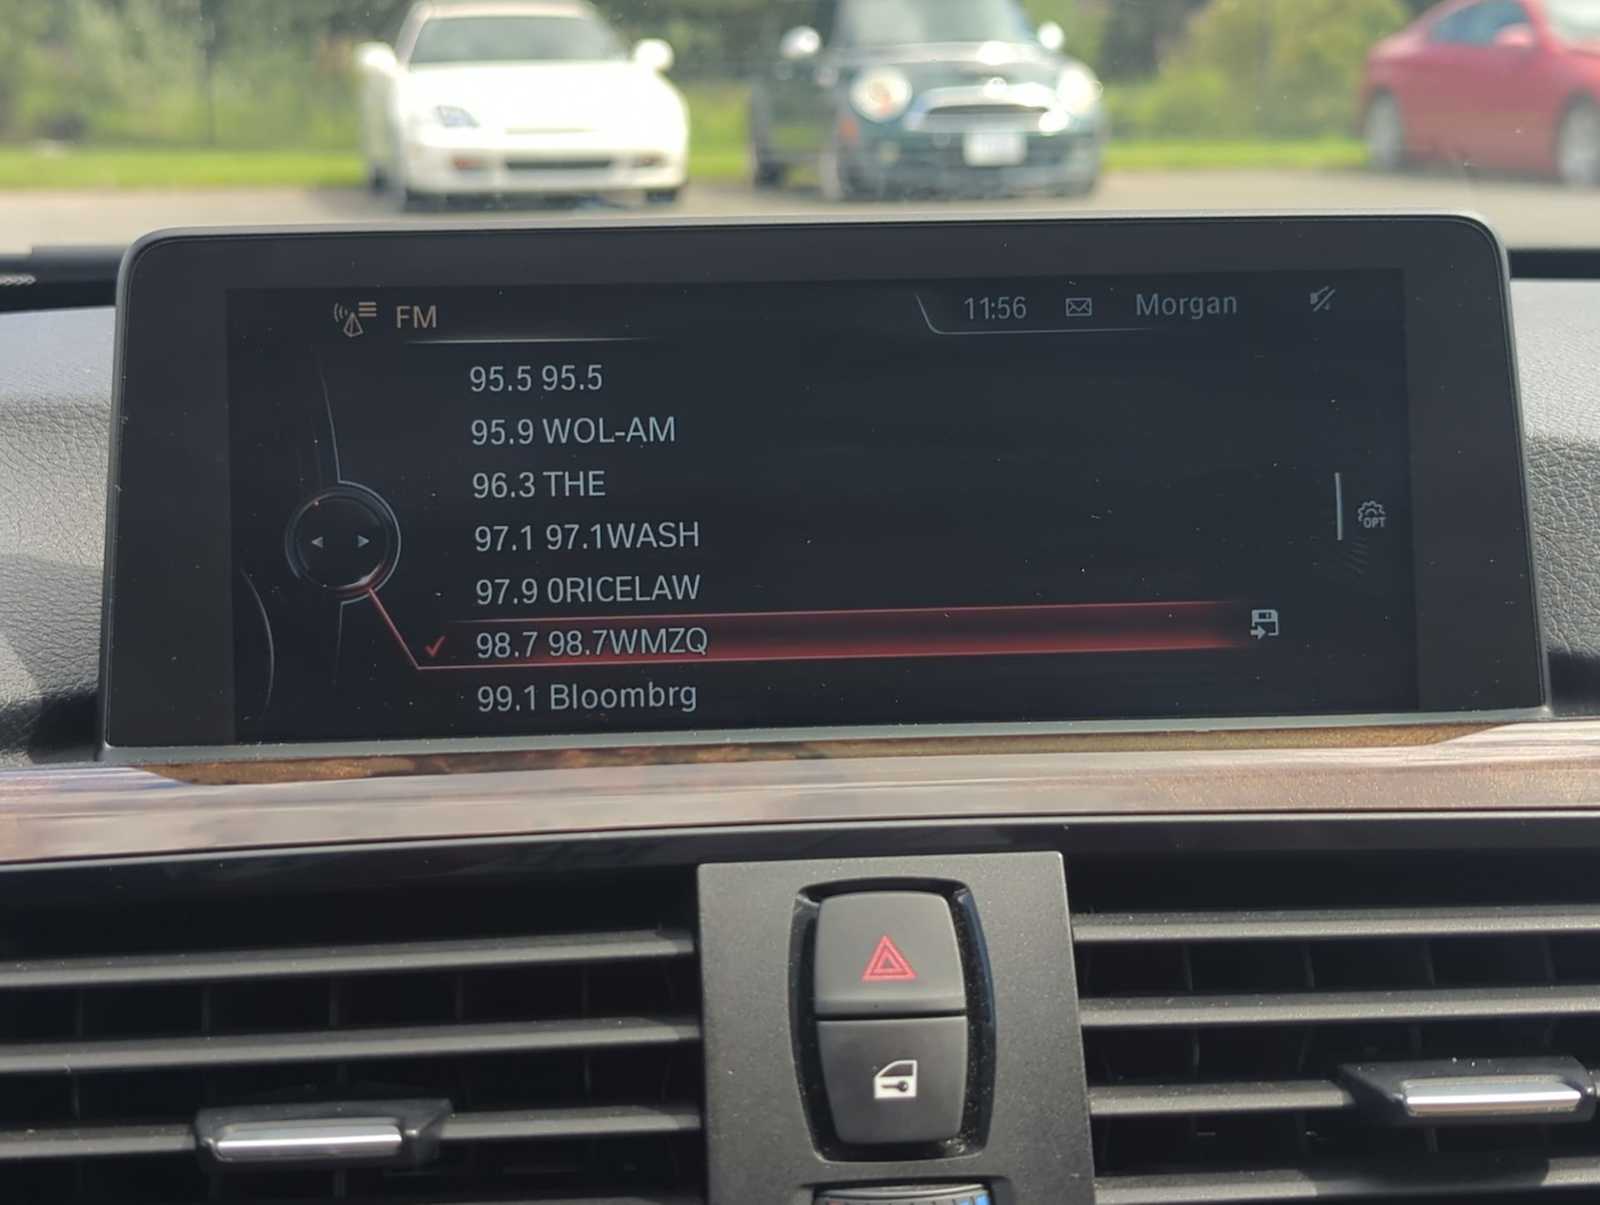 FM
11:56 Morgan
95.5 95.5
95.9 WOL-AM
96.3 THE
97.1 97.1WASH
97.9 0RICELAW
98.7 98.7WMZQ
99.1 Bloombrg
OPT